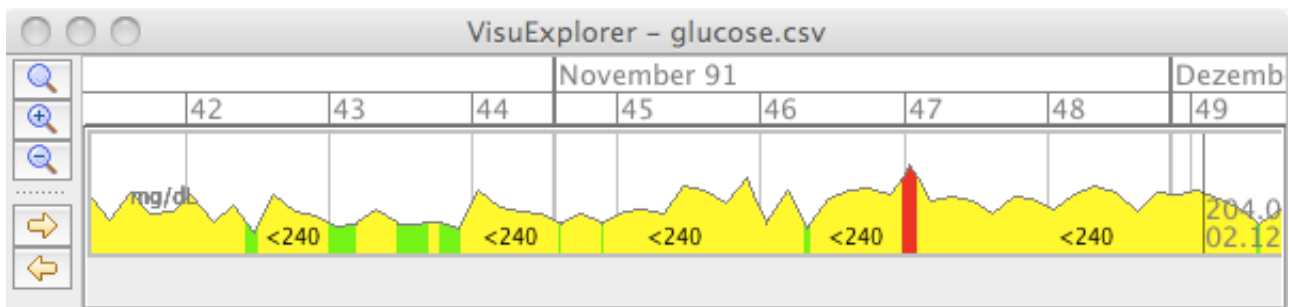 VisuExplorer – glucose.csv
November 91 Dezemb
42 43 44 45 46 47 48 49
mg/dL
204.0
<240 <240 <240 <240 <240 02.12